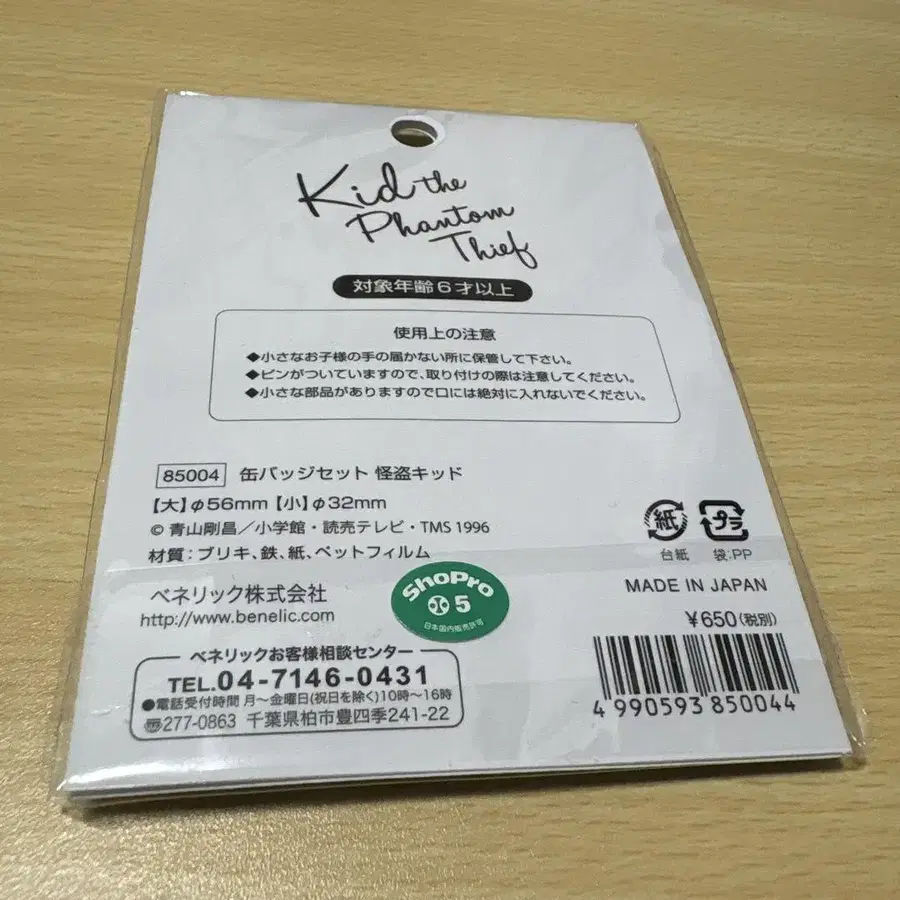 Kid the
Phantom
Thief
対象年齢6才以上
使用上の注意
◆小さなお子様の手の届かない所に保管して下さい。
◆ピンがついていますので、取り付けの際は注意してください。
◆小さな部品がありますので口には絶対に入れないでください。
85004 缶バッジセット 怪盗キッド
【大】φ56mm【小】φ32mm
© 青山剛昌／小学館・読売テレビ・TMS 1996
材質：ブリキ、鉄、紙、ペットフィルム
紙
台紙
プラ
袋:PP
ベネリック株式会社
http://www.benelic.com
ShoPro
5
日本国内販売許可
MADE IN JAPAN
¥650(税別)
ベネリックお客様相談センター
TEL.04-7146-0431
●電話受付時間 月〜金曜日(祝日を除く)10時〜16時
〠277-0863 千葉県柏市豊四季241-22
4 990593 850044